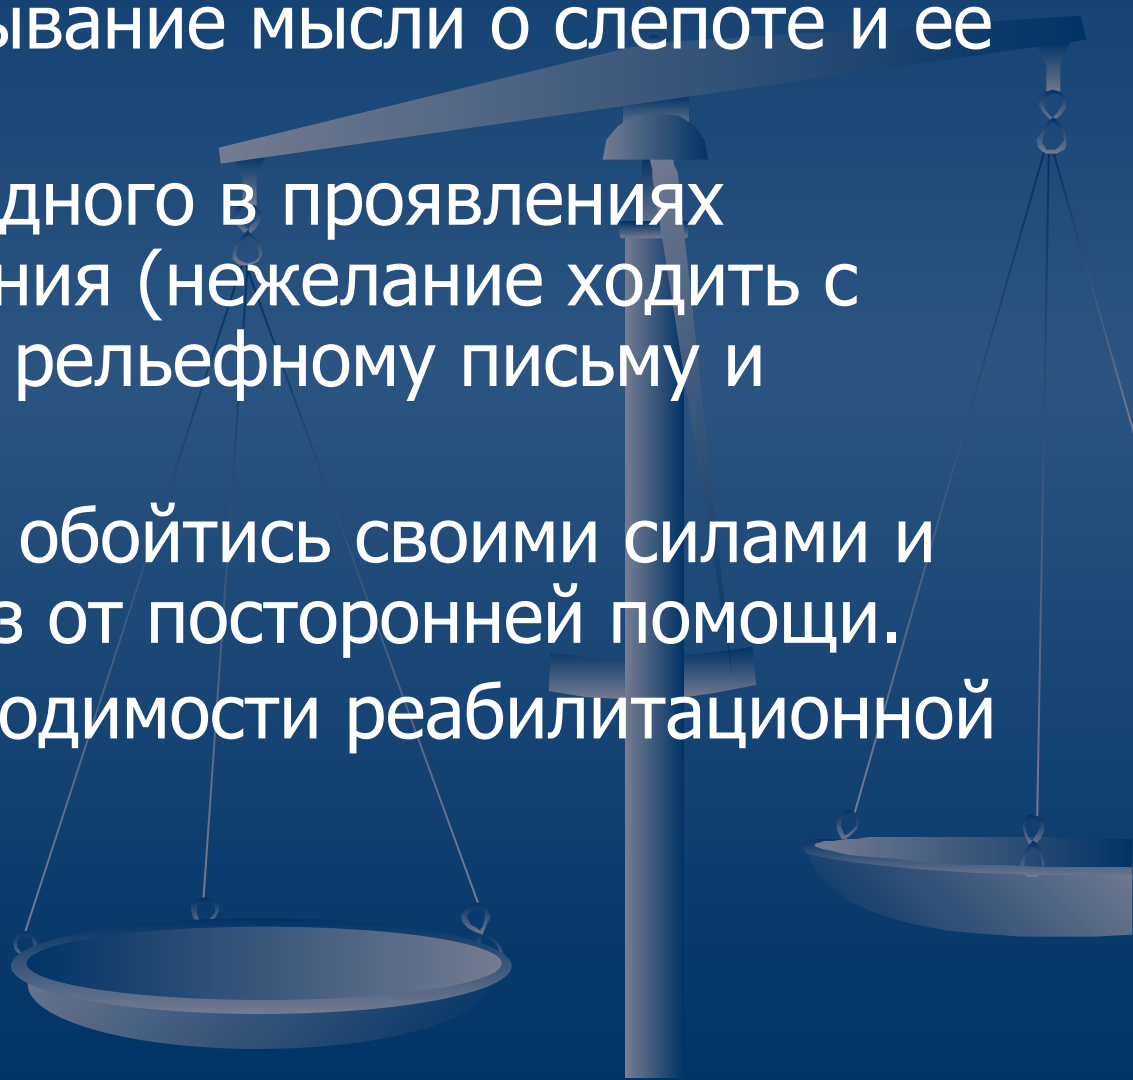 ывание мысли о слепоте и ее
дного в проявлениях
ния (нежелание ходить с
рельефному письму и
обойтись своими силами и
з от посторонней помощи.
одимости реабилитационной